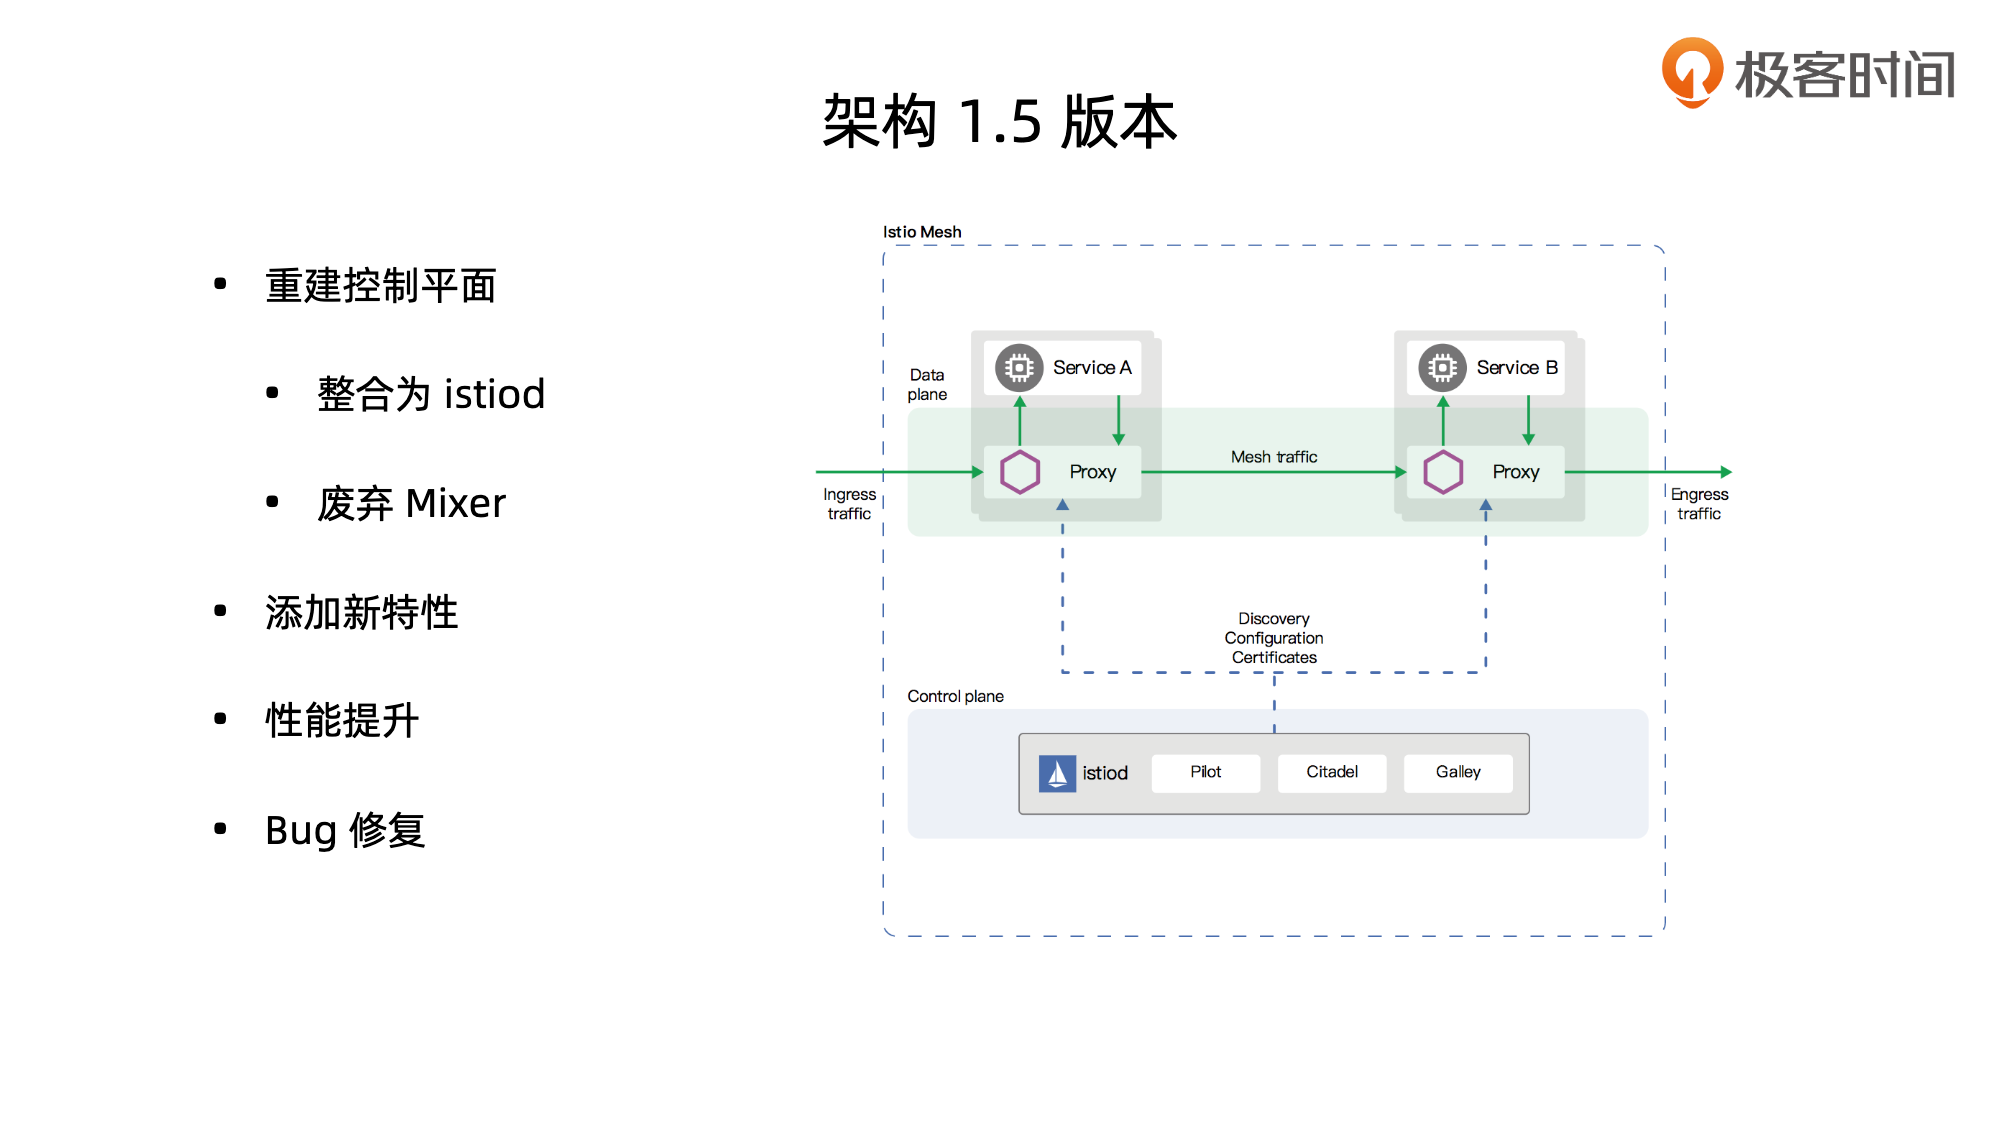 极客时间
架构 1.5 版本
• 重建控制平面
• 整合为 istiod
• 废弃 Mixer
• 添加新特性
• 性能提升
• Bug 修复
Istio Mesh
Data
plane
Service A
Service B
Proxy
Mesh traffic
Proxy
Ingress
traffic
Engress
traffic
Discovery
Configuration
Certificates
Control plane
istiod
Pilot
Citadel
Galley